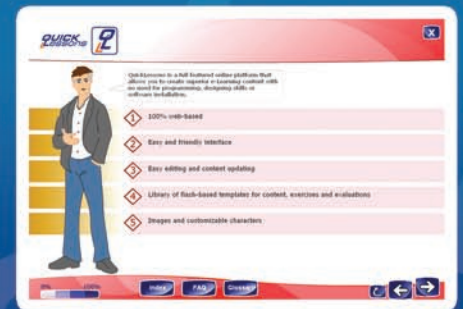 QUICK
LESSONS
X
QuickLessons is a full featured online platform that
allows you to create superior e-Learning content with
no need for programming, designing skills or
software installation.
1 100% web-based
2 Easy and friendly interface
3 Easy editing and content updating
4 Library of flash-based templates for content, exercises and evaluations
5 Images and customizable characters
0% 100%
Index FAQ Glossary